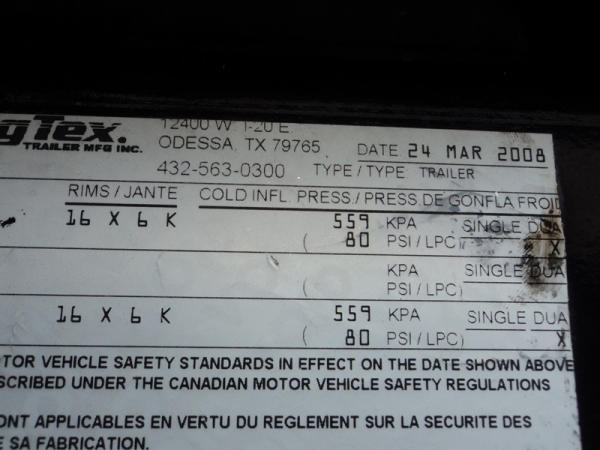 gTex.
12400 W. I-20 E.
TRAILER MFG INC.
ODESSA, TX 79765
DATE 24 MAR 2008
432-563-0300 TYPE / TYPE: TRAILER
RIMS / JANTE COLD INFL. PRESS./ PRESS.DE GONFLA FROID
16 X 6 K 559 KPA SINGLE DUA
( 80 PSI / LPC) X
KPA SINGLE DUA
( PSI / LPC)
16 X 6 K 559 KPA SINGLE DUA
( 80 PSI / LPC) X
TOR VEHICLE SAFETY STANDARDS IN EFFECT ON THE DATE SHOWN ABOVE
SCRIBED UNDER THE CANADIAN MOTOR VEHICLE SAFETY REGULATIONS
ONT APPLICABLES EN VERTU DU REGLEMENT SUR LA SECURITE DES
E SA FABRICATION.